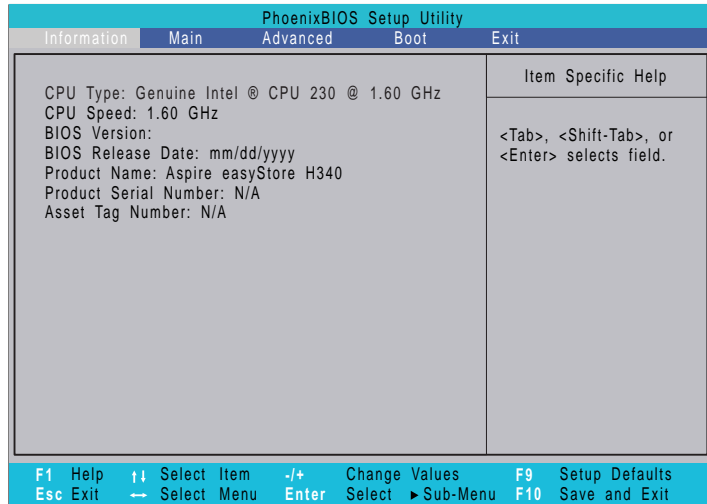 PhoenixBIOS Setup Utility
Information Main Advanced Boot Exit
CPU Type: Genuine Intel ® CPU 230 @ 1.60 GHz
CPU Speed: 1.60 GHz
BIOS Version:
BIOS Release Date: mm/dd/yyyy
Product Name: Aspire easyStore H340
Product Serial Number: N/A
Asset Tag Number: N/A
Item Specific Help
<Tab>, <Shift-Tab>, or
<Enter> selects field.
F1 Help ↑↓ Select Item -/+ Change Values F9 Setup Defaults
Esc Exit ↔ Select Menu Enter Select ►Sub-Menu F10 Save and Exit